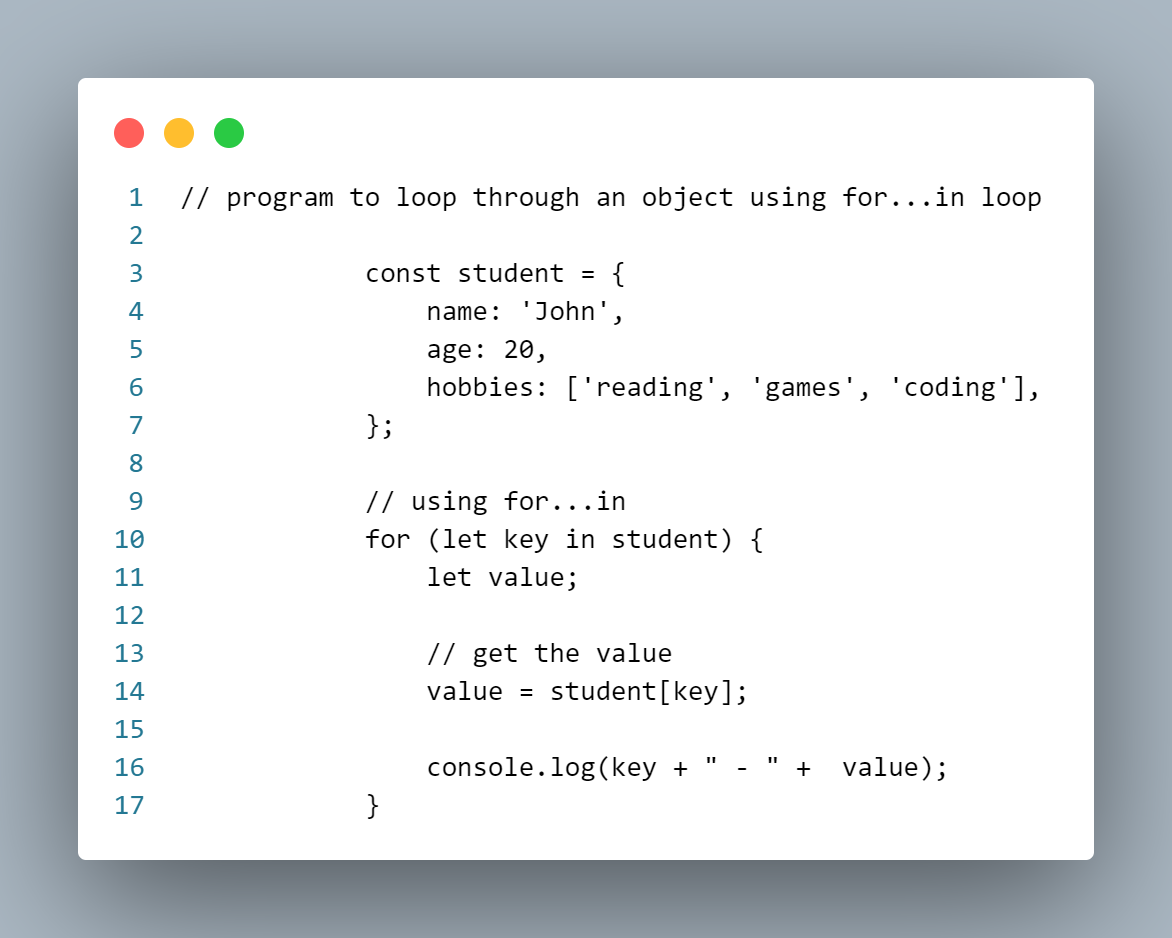 1 // program to loop through an object using for...in loop
2
3             const student = {
4                 name: 'John',
5                 age: 20,
6                 hobbies: ['reading', 'games', 'coding'],
7             };
8
9             // using for...in
10             for (let key in student) {
11                 let value;
12
13                 // get the value
14                 value = student[key];
15
16                 console.log(key + " - " +  value);
17             }